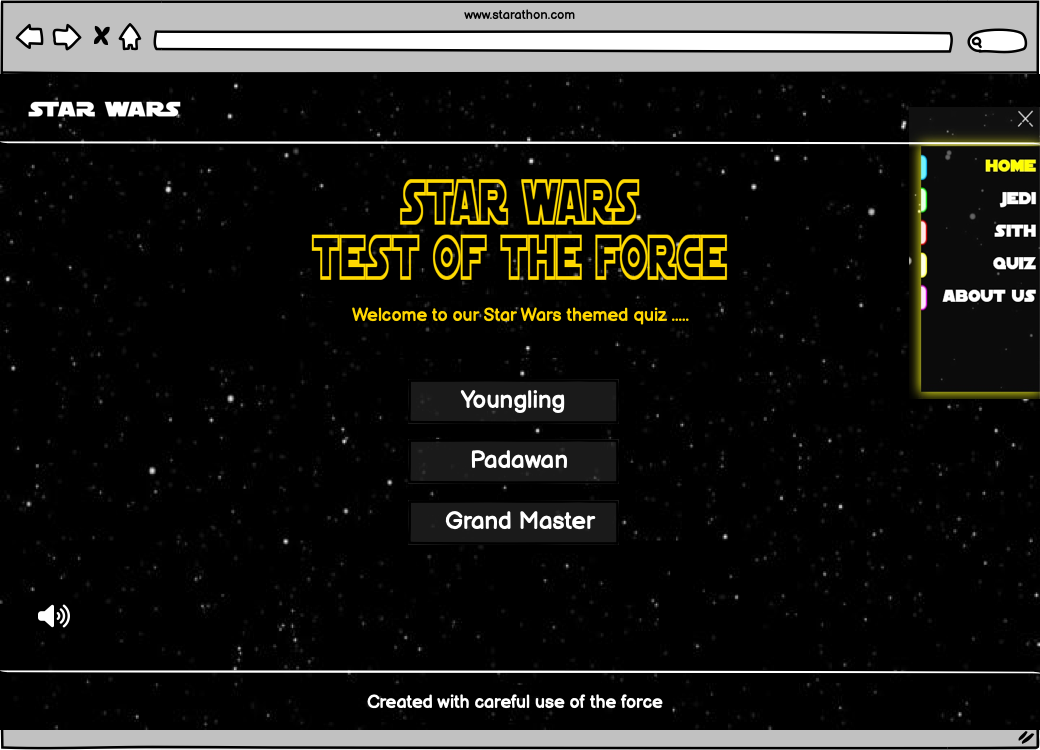 www.starathon.com
STAR WARS
HOME
JEDI
SITH
QUIZ
ABOUT US
STAR WARS
TEST OF THE FORCE
Welcome to our Star Wars themed quiz .....
Youngling
Padawan
Grand Master
Created with careful use of the force